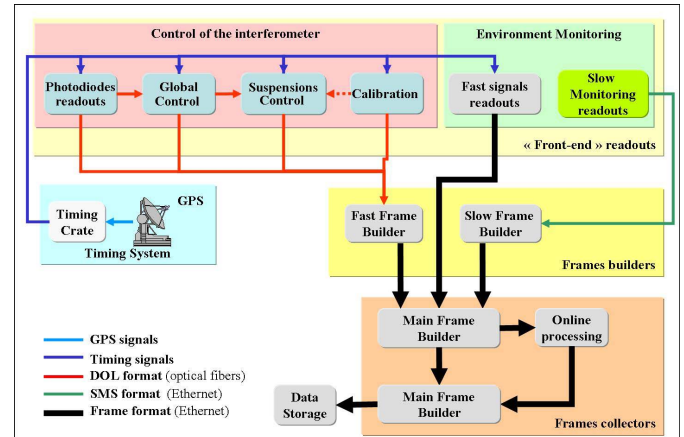 Control of the interferometer
Environment Monitoring
Photodiodes
readouts
Global
Control
Suspensions
Control
Calibration
Fast signals
readouts
Slow
Monitoring
readouts
« Front-end » readouts
GPS
Timing
Crate
Timing System
Fast Frame
Builder
Slow Frame
Builder
Frames builders
Main Frame
Builder
Online
processing
GPS signals
Timing signals
DOL format (optical fibers)
SMS format (Ethernet)
Frame format (Ethernet)
Data
Storage
Main Frame
Builder
Frames collectors